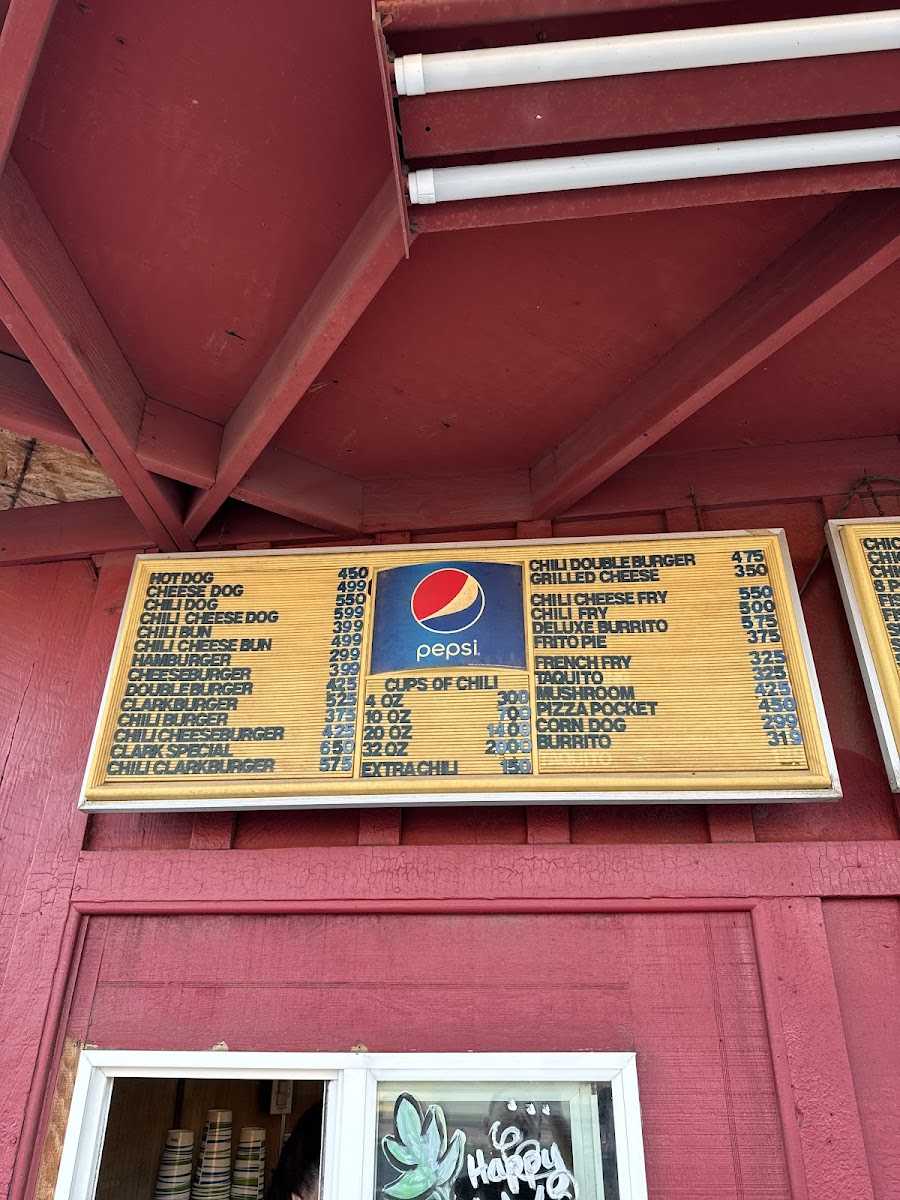 HOT DOG 450
CHEESE DOG 499
CHILI DOG 550
CHILI CHEESE DOG 599
CHILI BUN 399
CHILI CHEESE BUN 499
HAMBURGER 299
CHEESEBURGER 399
DOUBLE BURGER 425
CLARKBURGER 525
CHILI BURGER 375
CHILI CHEESEBURGER 425
CLARK SPECIAL 650
CHILI CLARKBURGER 575
pepsi
CUPS OF CHILI
4 OZ 300
10 OZ 700
20 OZ 1400
32 OZ 2000
EXTRA CHILI 150
CHILI DOUBLE BURGER 475
GRILLED CHEESE 350
CHILI CHEESE FRY 550
CHILI FRY 500
DELUXE BURRITO 575
FRITO PIE 375
FRENCH FRY 325
TAQUITO 325
MUSHROOM 425
PIZZA POCKET 450
CORN DOG 299
BURRITO 319
TAQUITO
CHIC
Happy